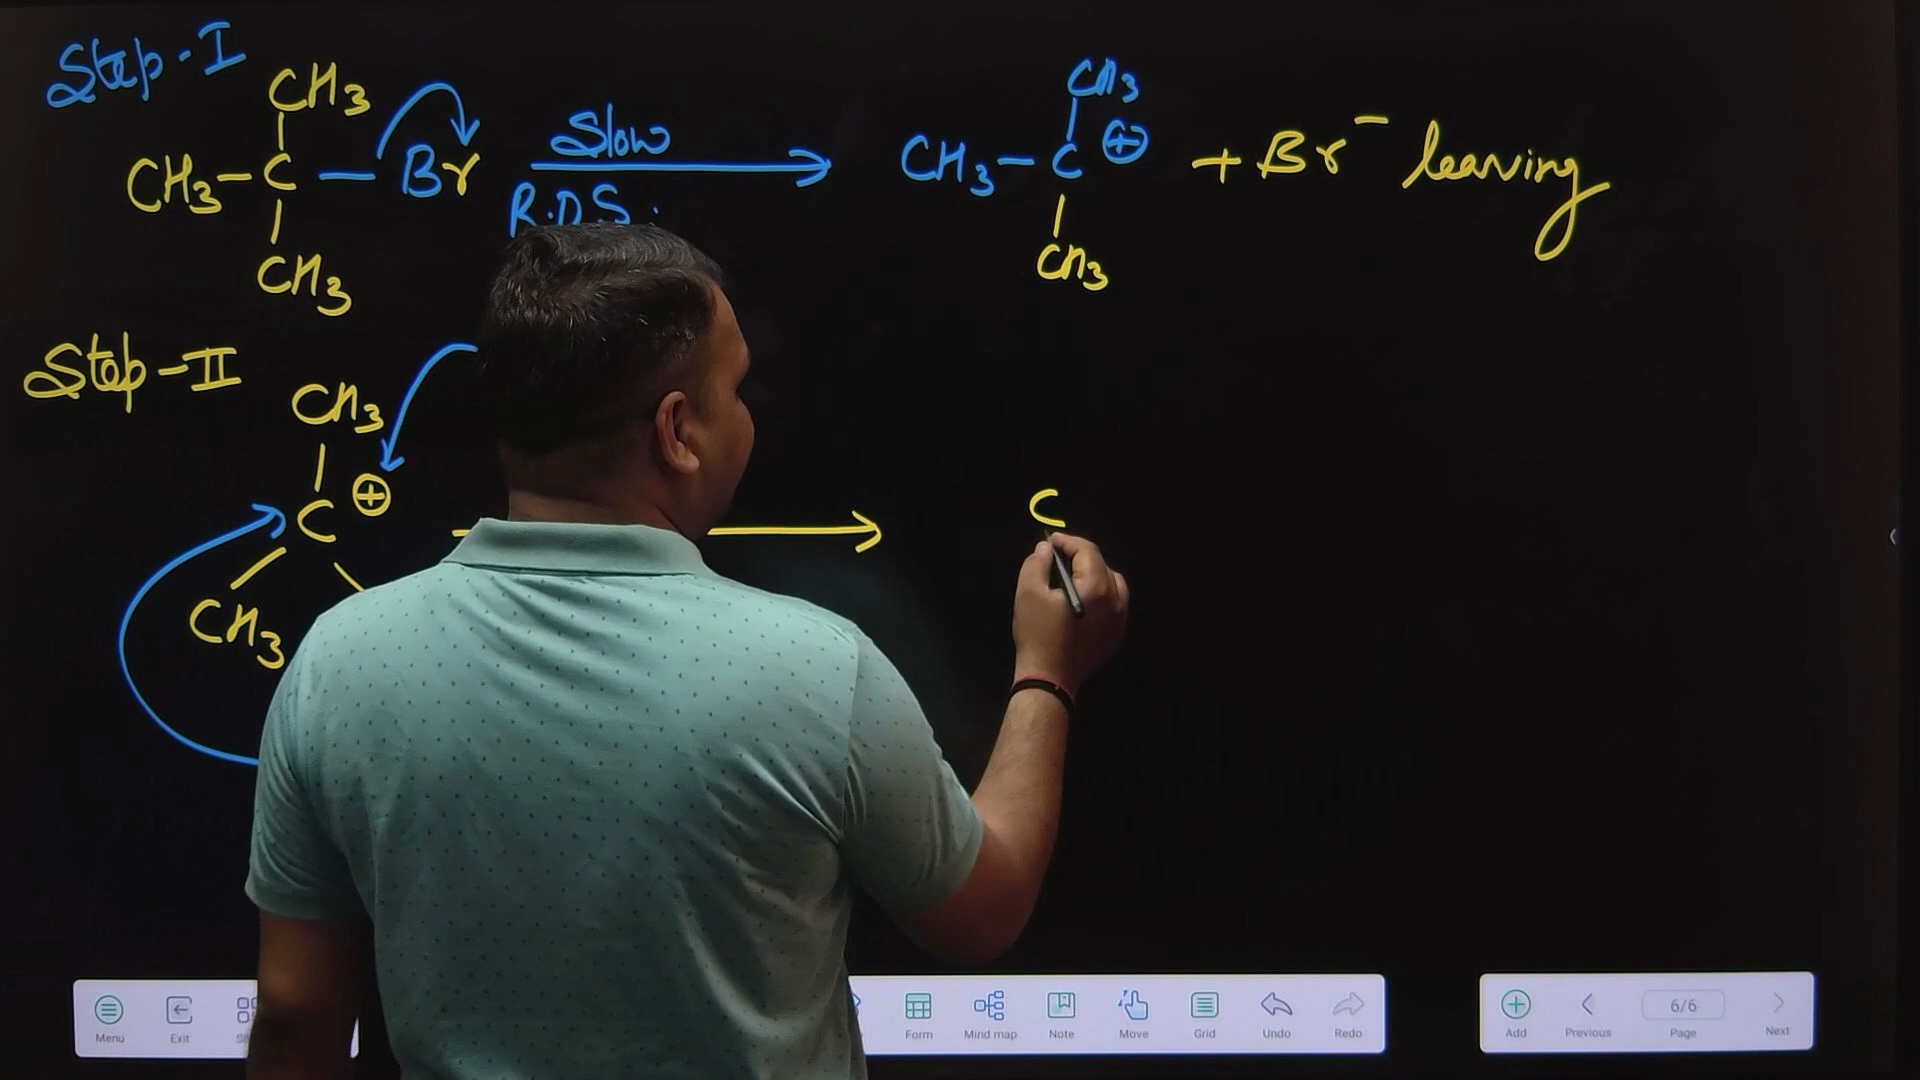 Step-I
CH3
CH3-C-Br
CH3
Slow
R.D.S.
CH3
CH3-C⊕ + Br⁻ leaving
CH3
Step-II
CH3
C⊕
CH3
C
Menu
Exit
Form
Mind map
Note
Move
Grid
Undo
Redo
Add
Previous
6/6
Page
Next